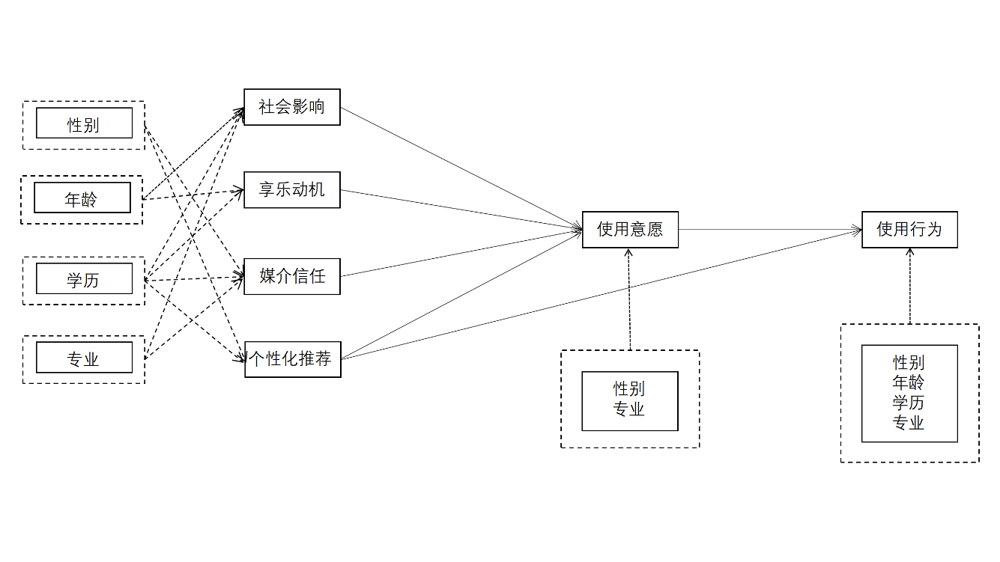 性别
年龄
学历
专业
社会影响
享乐动机
媒介信任
个性化推荐
使用意愿
使用行为
性别
专业
性别
年龄
学历
专业